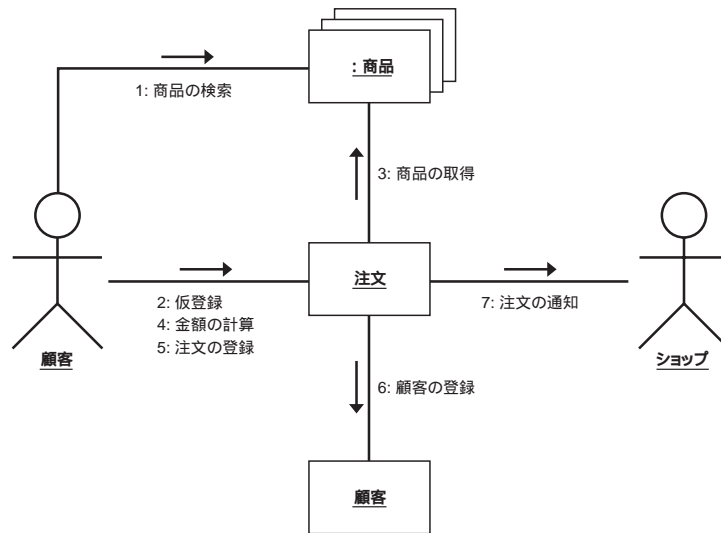 : 商品
1: 商品の検索
3: 商品の取得
注文
2: 仮登録
4: 金額の計算
5: 注文の登録
7: 注文の通知
顧客
ショップ
6: 顧客の登録
顧客